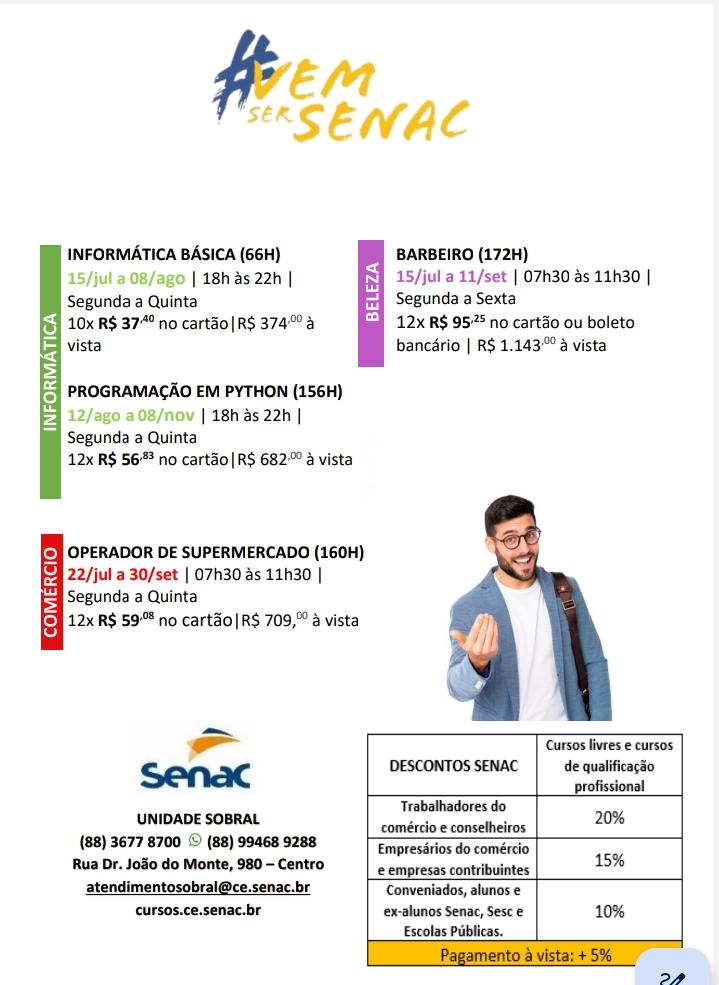 #VEM
SER SENAC
INFORMÁTICA
INFORMÁTICA BÁSICA (66H)
15/jul a 08/ago | 18h às 22h |
Segunda a Quinta
10x R$ 37,40 no cartão|R$ 374,00 à
vista
PROGRAMAÇÃO EM PYTHON (156H)
12/ago a 08/nov | 18h às 22h |
Segunda a Quinta
12x R$ 56,83 no cartão|R$ 682,00 à vista
BELEZA
BARBEIRO (172H)
15/jul a 11/set | 07h30 às 11h30 |
Segunda a Sexta
12x R$ 95,25 no cartão ou boleto
bancário | R$ 1.143,00 à vista
COMÉRCIO
OPERADOR DE SUPERMERCADO (160H)
22/jul a 30/set | 07h30 às 11h30 |
Segunda a Quinta
12x R$ 59,08 no cartão|R$ 709,00 à vista
Senac
UNIDADE SOBRAL
(88) 3677 8700 (88) 99468 9288
Rua Dr. João do Monte, 980 – Centro
atendimentosobral@ce.senac.br
cursos.ce.senac.br
DESCONTOS SENAC
Cursos livres e cursos
de qualificação
profissional
Trabalhadores do
comércio e conselheiros
20%
Empresários do comércio
e empresas contribuintes
15%
Conveniados, alunos e
ex-alunos Senac, Sesc e
Escolas Públicas.
10%
Pagamento à vista: + 5%